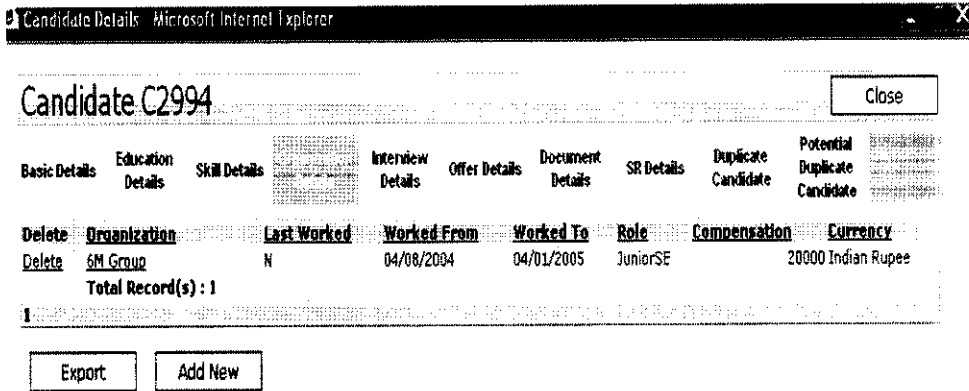 Candidate Details Microsoft Internet Explorer
Candidate C2994
Close
Basic Details Education Details Skill Details Interview Details Offer Details Document Details SR Details Duplicate Candidate Potential Duplicate Candidate
Delete Organization Last Worked Worked From Worked To Role Compensation Currency
Delete 6M Group N 04/08/2004 04/01/2005 JuniorSE 20000 Indian Rupee
Total Record(s) : 1
1
Export Add New